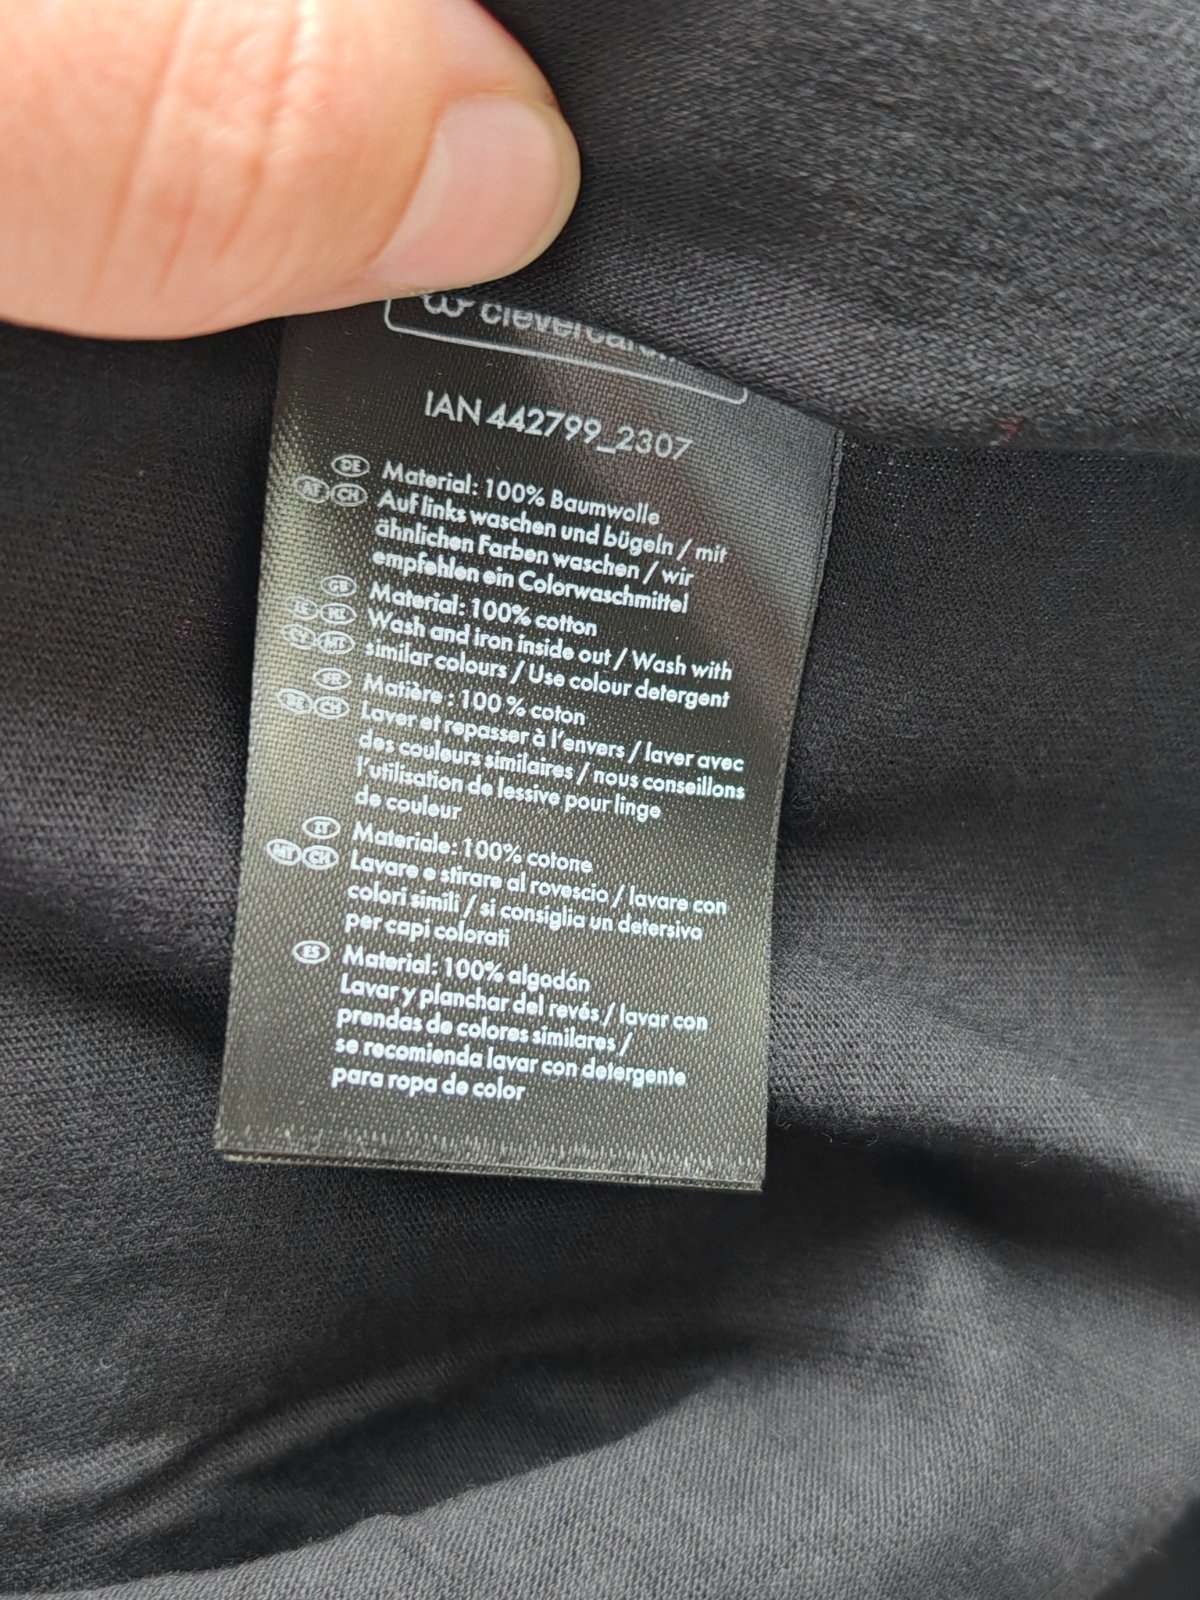 clevercare
IAN 442799_2307
DE Material: 100% Baumwolle
AT CH Auf links waschen und bügeln / mit
ähnlichen Farben waschen / wir
empfehlen ein Colorwaschmittel
GB Material: 100% cotton
Wash and iron inside out / Wash with
CY MT similar colours / Use colour detergent
FR Matière : 100 % coton
BE CH Laver et repasser à l'envers / laver avec
des couleurs similaires / nous conseillons
l'utilisation de lessive pour linge
de couleur
IT Materiale: 100% cotone
MT CH Lavare e stirare al rovescio / lavare con
colori simili / si consiglia un detersivo
per capi colorati
ES Material: 100% algodón
Lavar y planchar del revés / lavar con
prendas de colores similares /
se recomienda lavar con detergente
para ropa de color